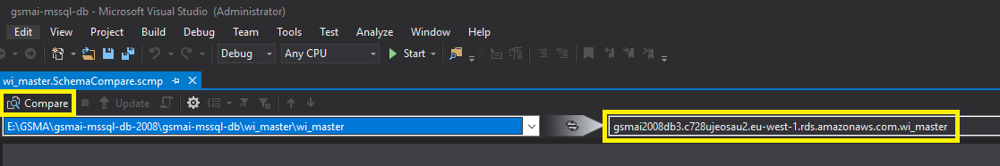 gsmai-mssql-db - Microsoft Visual Studio (Administrator)
Edit View Project Build Debug Team Tools Test Analyze Window Help
Debug Any CPU Start
wi_master.SchemaCompare.scmp
Compare Update
E:\GSMA\gsmai-mssql-db-2008\gsmai-mssql-db\wi_master\wi_master gsmai2008db3.c728ujeosau2.eu-west-1.rds.amazonaws.com.wi_master